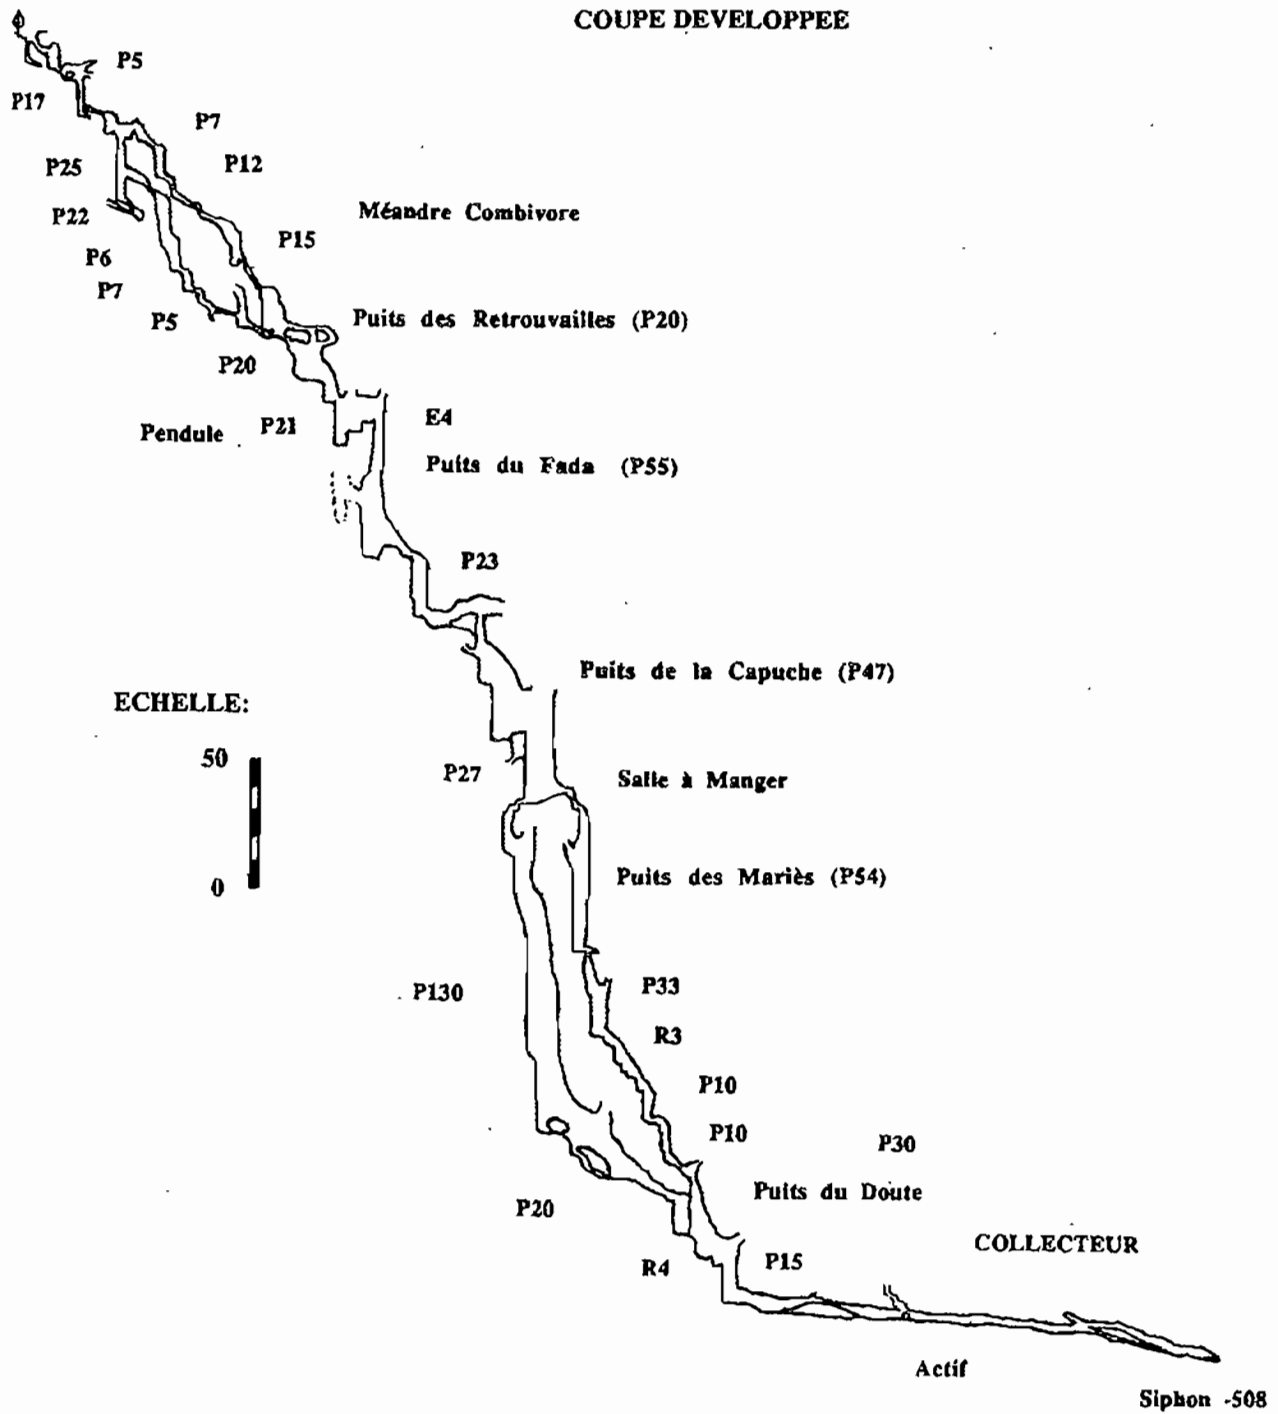 COUPE DEVELOPPEE
P5
P17
P7
P12
P25
Méandre Combivore
P22
P15
P6
P7
P5
Puits des Retrouvailles (P20)
P20
E4
P21
Pendule
Puits du Fada (P55)
P23
Puits de la Capuche (P47)
ECHELLE:
50
P27
Salle à Manger
0
Puits des Mariès (P54)
P130
P33
R3
P10
P10
P30
Puits du Doute
P20
COLLECTEUR
P15
R4
Actif
Siphon -508